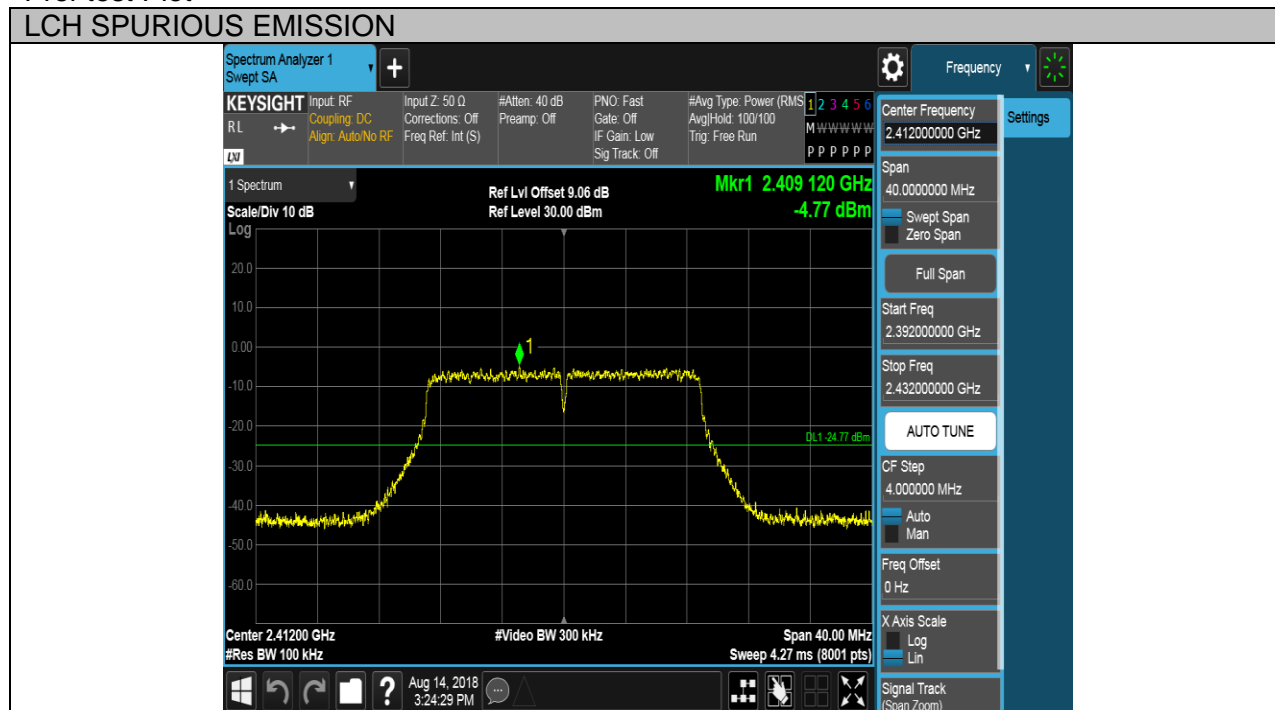 LCH SPURIOUS EMISSION
Spectrum Analyzer 1
Swept SA
+
Frequency
KEYSIGHT
RL
LXI
Input: RF
Coupling: DC
Align: Auto/No RF
Input Z: 50 Ω
Corrections: Off
Freq Ref: Int (S)
#Atten: 40 dB
Preamp: Off
PNO: Fast
Gate: Off
IF Gain: Low
Sig Track: Off
#Avg Type: Power (RMS
Avg|Hold: 100/100
Trig: Free Run
1 2 3 4 5 6
M W W W W W
P P P P P P
1 Spectrum
Scale/Div 10 dB
Log
Ref Lvl Offset 9.06 dB
Ref Level 30.00 dBm
Mkr1 2.409 120 GHz
-4.77 dBm
20.0
10.0
0.00
-10.0
-20.0
-30.0
-40.0
-50.0
-60.0
1
DL1 -24.77 dBm
Center 2.41200 GHz
#Res BW 100 kHz
#Video BW 300 kHz
Span 40.00 MHz
Sweep 4.27 ms (8001 pts)
?
Aug 14, 2018
3:24:29 PM
Center Frequency
2.412000000 GHz
Settings
Span
40.0000000 MHz
Swept Span
Zero Span
Full Span
Start Freq
2.392000000 GHz
Stop Freq
2.432000000 GHz
AUTO TUNE
CF Step
4.000000 MHz
Auto
Man
Freq Offset
0 Hz
X Axis Scale
Log
Lin
Signal Track
(Span Zoom)